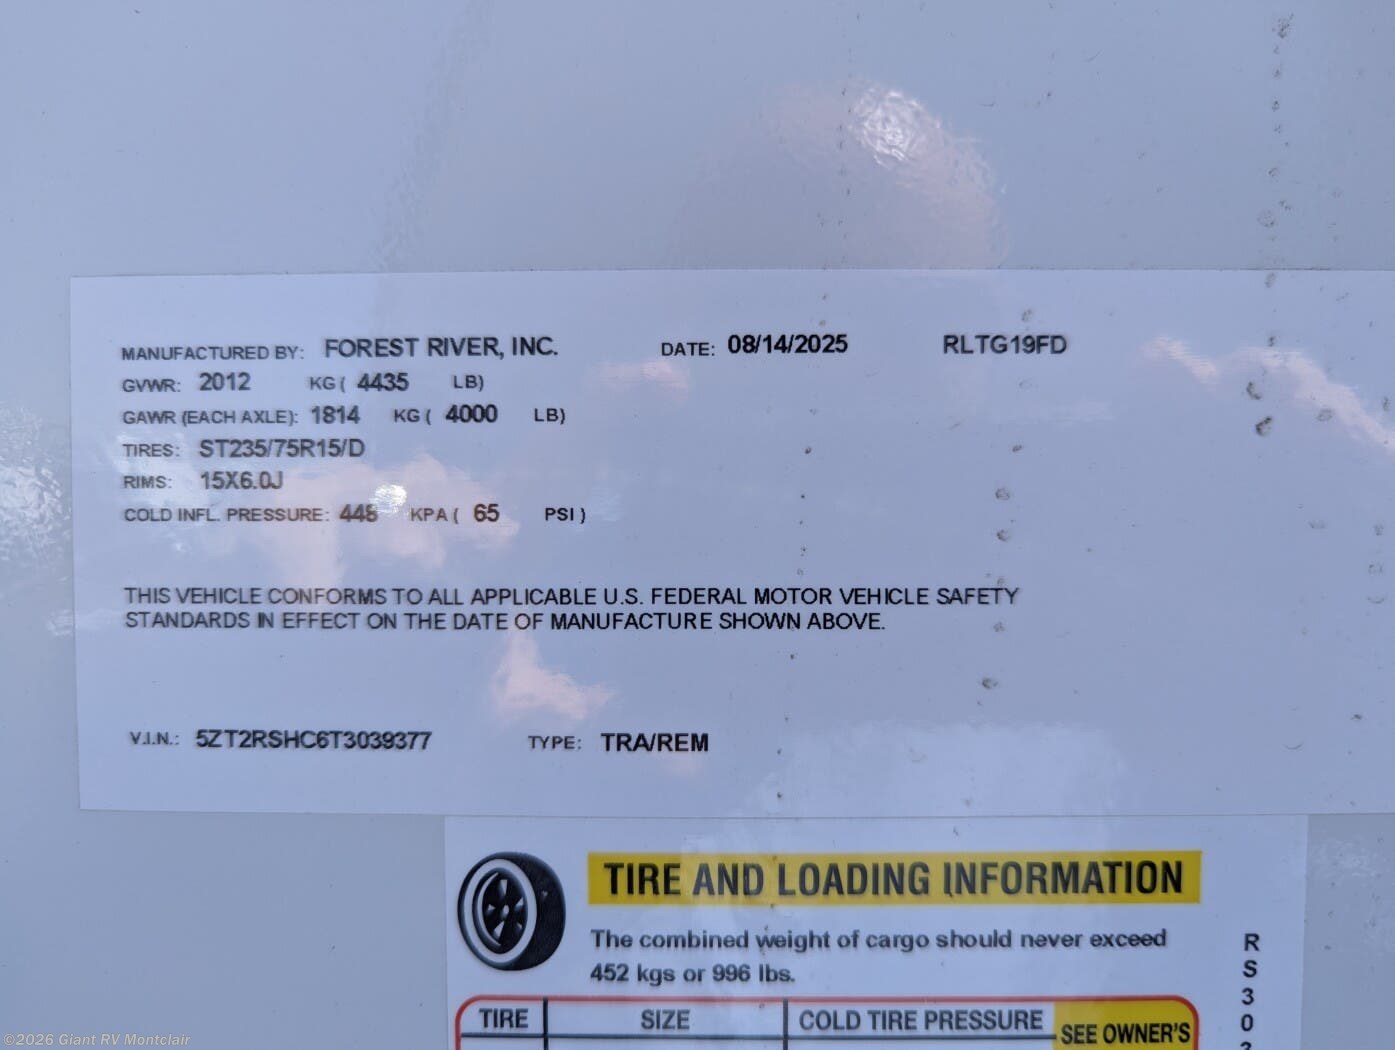 MANUFACTURED BY: FOREST RIVER, INC. DATE: 08/14/2025 RLTG19FD
GVWR: 2012 KG ( 4435 LB)
GAWR (EACH AXLE): 1814 KG ( 4000 LB)
TIRES: ST235/75R15/D
RIMS: 15X6.0J
COLD INFL. PRESSURE: 448 KPA ( 65 PSI )
THIS VEHICLE CONFORMS TO ALL APPLICABLE U.S. FEDERAL MOTOR VEHICLE SAFETY
STANDARDS IN EFFECT ON THE DATE OF MANUFACTURE SHOWN ABOVE.
V.I.N.: 5ZT2RSHC6T3039377 TYPE: TRA/REM
TIRE AND LOADING INFORMATION
The combined weight of cargo should never exceed
452 kgs or 996 lbs.
TIRE SIZE COLD TIRE PRESSURE SEE OWNER'S
RS30
©2026 Giant RV Montclair